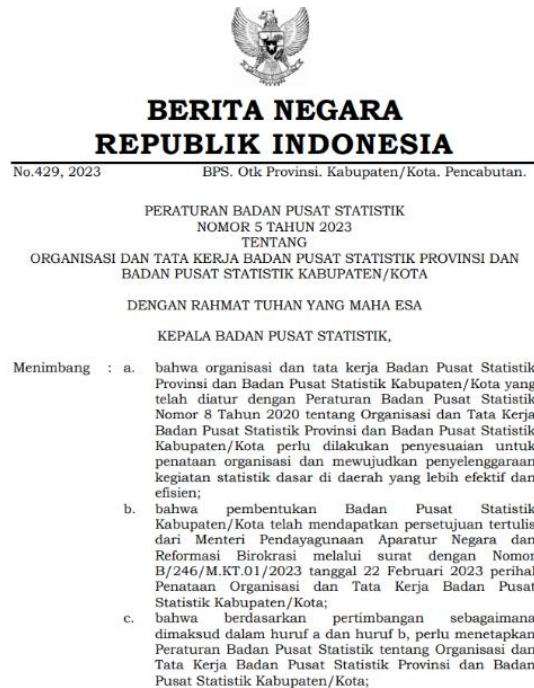 BERITA NEGARA
REPUBLIK INDONESIA
No.429, 2023 BPS. Otk Provinsi. Kabupaten/Kota. Pencabutan.
PERATURAN BADAN PUSAT STATISTIK
NOMOR 5 TAHUN 2023
TENTANG
ORGANISASI DAN TATA KERJA BADAN PUSAT STATISTIK PROVINSI DAN
BADAN PUSAT STATISTIK KABUPATEN/KOTA
DENGAN RAHMAT TUHAN YANG MAHA ESA
KEPALA BADAN PUSAT STATISTIK,
Menimbang : a. bahwa organisasi dan tata kerja Badan Pusat Statistik
Provinsi dan Badan Pusat Statistik Kabupaten/Kota yang
telah diatur dengan Peraturan Badan Pusat Statistik
Nomor 8 Tahun 2020 tentang Organisasi dan Tata Kerja
Badan Pusat Statistik Provinsi dan Badan Pusat Statistik
Kabupaten/Kota perlu dilakukan penyesuaian untuk
penataan organisasi dan mewujudkan penyelenggaraan
kegiatan statistik dasar di daerah yang lebih efektif dan
efisien;
b. bahwa pembentukan Badan Pusat Statistik
Kabupaten/Kota telah mendapatkan persetujuan tertulis
dari Menteri Pendayagunaan Aparatur Negara dan
Reformasi Birokrasi melalui surat dengan Nomor
B/246/M.KT.01/2023 tanggal 22 Februari 2023 perihal
Penataan Organisasi dan Tata Kerja Badan Pusat
Statistik Kabupaten/Kota;
c. bahwa berdasarkan pertimbangan sebagaimana
dimaksud dalam huruf a dan huruf b, perlu menetapkan
Peraturan Badan Pusat Statistik tentang Organisasi dan
Tata Kerja Badan Pusat Statistik Provinsi dan Badan
Pusat Statistik Kabupaten/Kota;